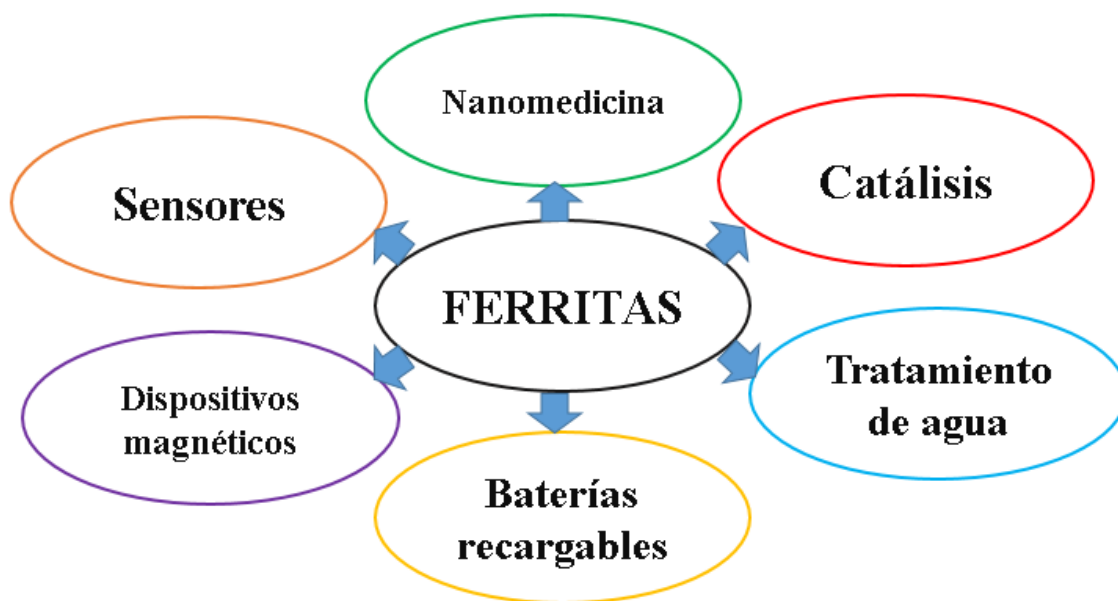 Nanomedicina
Sensores
Catálisis
FERRITAS
Dispositivos
magnéticos
Tratamiento
de agua
Baterías
recargables